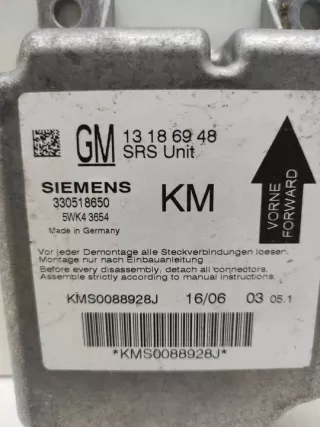 GM 13 18 69 48
SRS Unit
SIEMENS
330518650
5WK4 3654
Made in Germany
KM
VORNE
FORWARD
Vor jeder Demontage alle Steckverbindungen loesen.
Montage nur nach Einbauanleitung
Before every disassembly, detach all connectors.
Assemble strictly according to manual instructions.
KMS0088928J 16/06 03 05.1
*KMS0088928J*